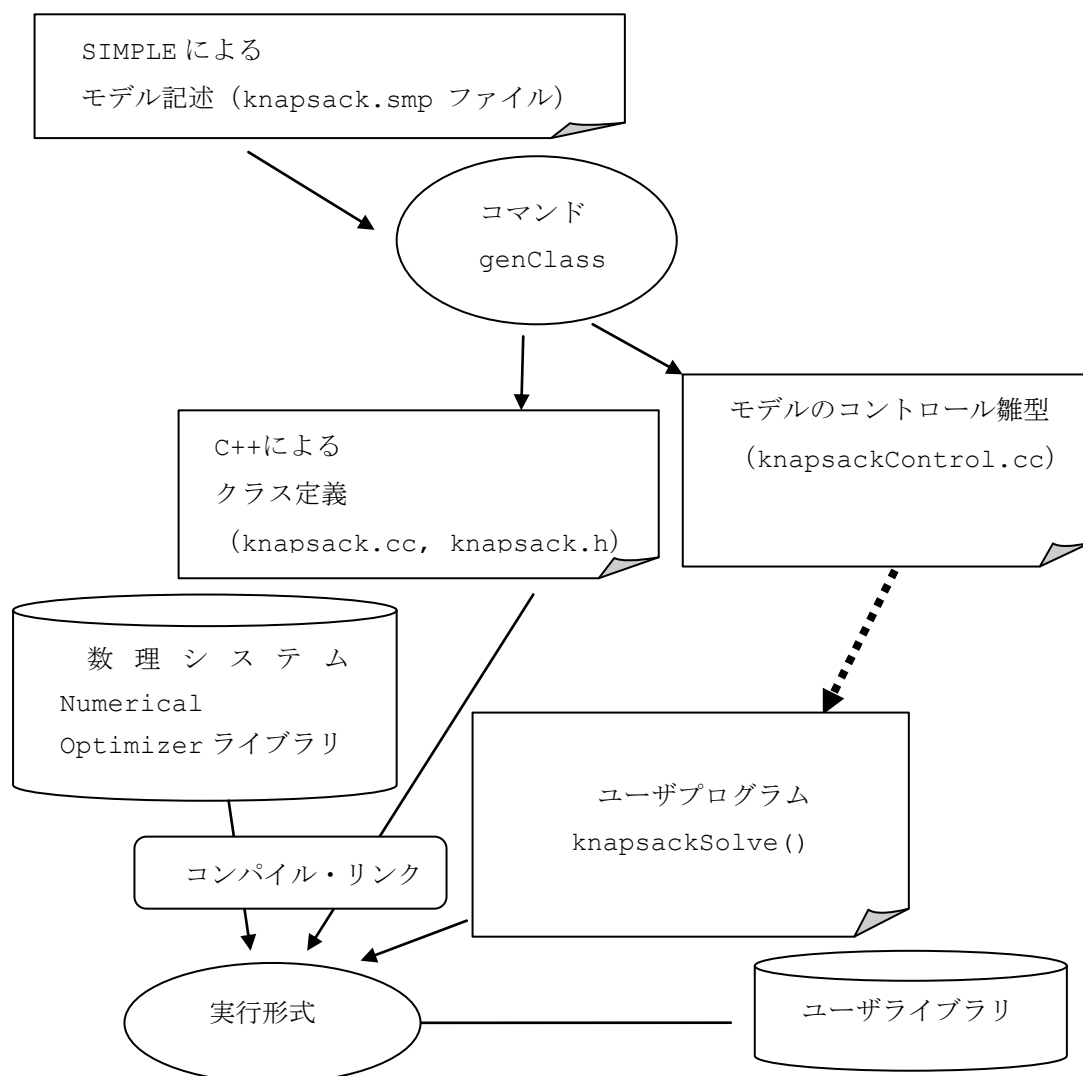 SIMPLE による
モデル記述（knapsack.smp ファイル）
コマンド
genClass
モデルのコントロール雛型
（knapsackControl.cc）
C++による
クラス定義
（knapsack.cc, knapsack.h）
数 理 シ ス テ ム
Numerical
Optimizer ライブラリ
ユーザプログラム
knapsackSolve()
コンパイル・リンク
実行形式
ユーザライブラリ